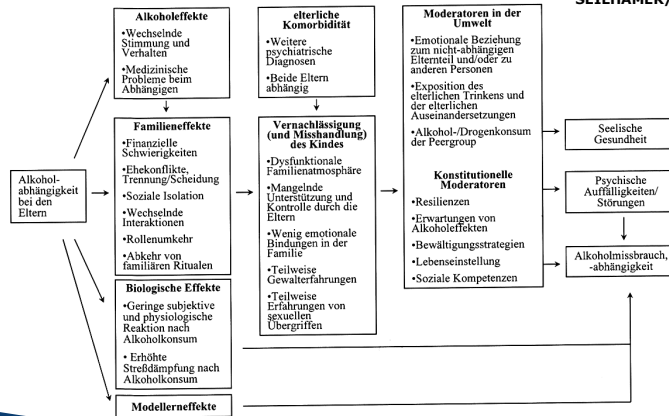 SEILHAMER/
Alkohol-
abhängigkeit
bei den
Eltern
Alkoholeffekte
•Wechselnde
Stimmung und
Verhalten
•Medizinische
Probleme beim
Abhängigen
Familieneffekte
•Finanzielle
Schwierigkeiten
•Ehekonflikte,
Trennung/Scheidung
•Soziale Isolation
•Wechselnde
Interaktionen
•Rollenumkehr
•Abkehr von
familiären Ritualen
Biologische Effekte
•Geringe subjektive
und physiologische
Reaktion nach
Alkoholkonsum
• Erhöhte
Streßdämpfung nach
Alkoholkonsum
Modellerneffekte
elterliche
Komorbidität
•Weitere
psychiatrische
Diagnosen
•Beide Eltern
abhängig
Vernachlässigung
(und Misshandlung)
des Kindes
•Dysfunktionale
Familienatmosphäre
•Mangelnde
Unterstützung und
Kontrolle durch die
Eltern
•Wenig emotionale
Bindungen in der
Familie
•Teilweise
Gewalterfahrungen
•Teilweise
Erfahrungen von
sexuellen
Übergriffen
Moderatoren in der
Umwelt
•Emotionale Beziehung
zum nicht-abhängigen
Elternteil und/oder zu
anderen Personen
•Exposition des
elterlichen Trinkens und
der elterlichen
Auseinandersetzungen
•Alkohol-/Drogenkonsum
der Peergroup
Konstitutionelle
Moderatoren
•Resilienzen
•Erwartungen von
Alkoholeffekten
•Bewältigungsstrategien
•Lebenseinstellung
•Soziale Kompetenzen
Seelische
Gesundheit
Psychische
Auffälligkeiten/
Störungen
Alkoholmissbrauch,
-abhängigkeit